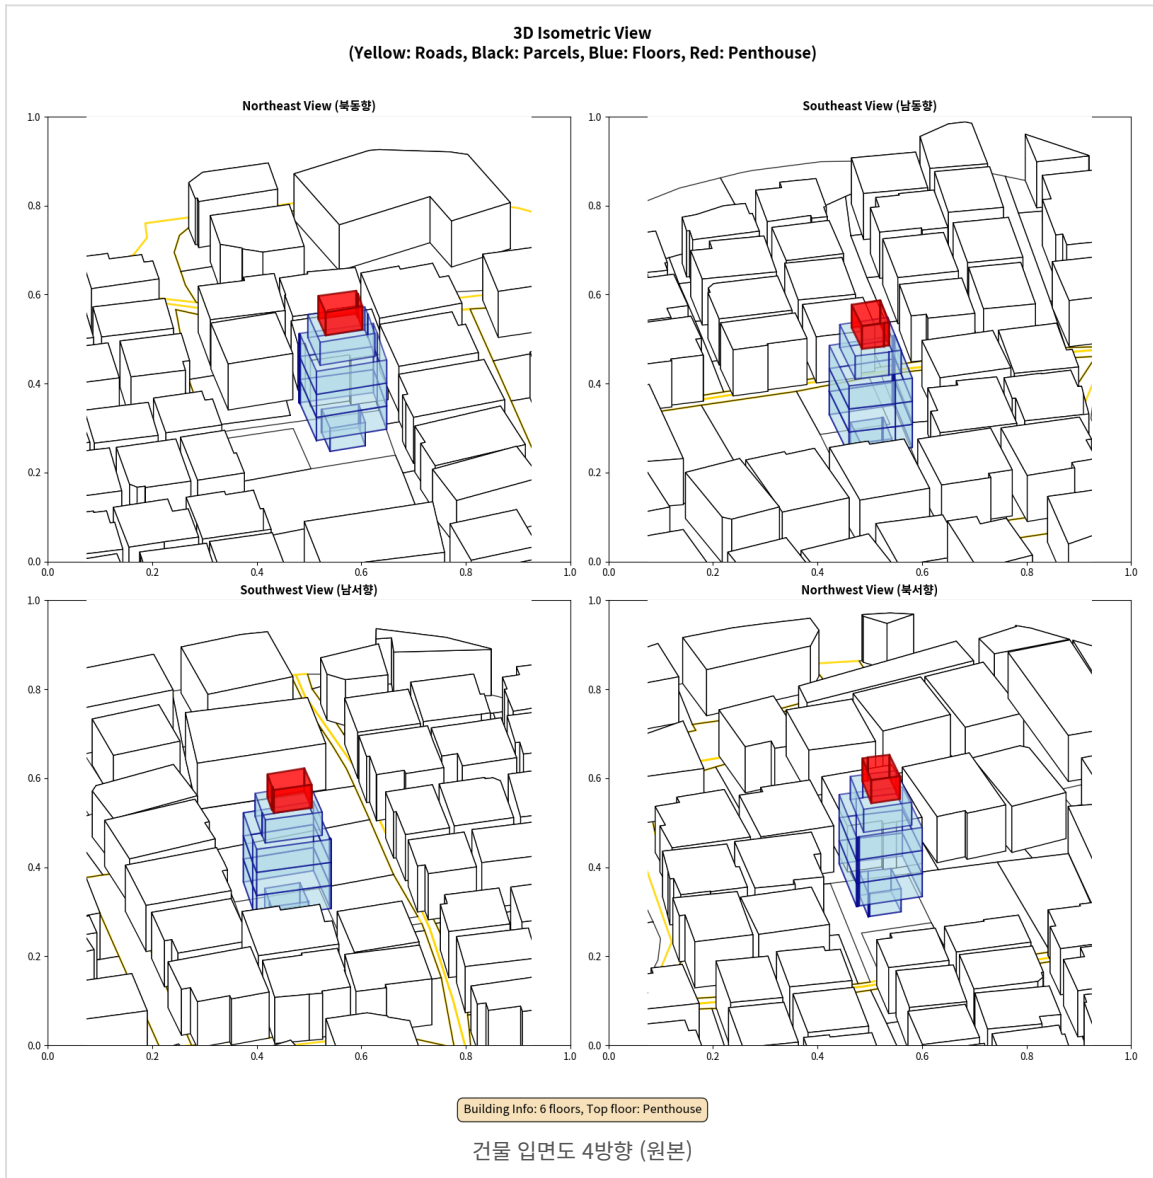 3D Isometric View
(Yellow: Roads, Black: Parcels, Blue: Floors, Red: Penthouse)
Northeast View (북동향)
1.0
0.8
0.6
0.4
0.2
0.0
0.0 0.2 0.4 0.6 0.8 1.0
Southeast View (남동향)
1.0
0.8
0.6
0.4
0.2
0.0
0.0 0.2 0.4 0.6 0.8 1.0
Southwest View (남서향)
1.0
0.8
0.6
0.4
0.2
0.0
0.0 0.2 0.4 0.6 0.8 1.0
Northwest View (북서향)
1.0
0.8
0.6
0.4
0.2
0.0
0.0 0.2 0.4 0.6 0.8 1.0
Building Info: 6 floors, Top floor: Penthouse
건물 입면도 4방향 (원본)